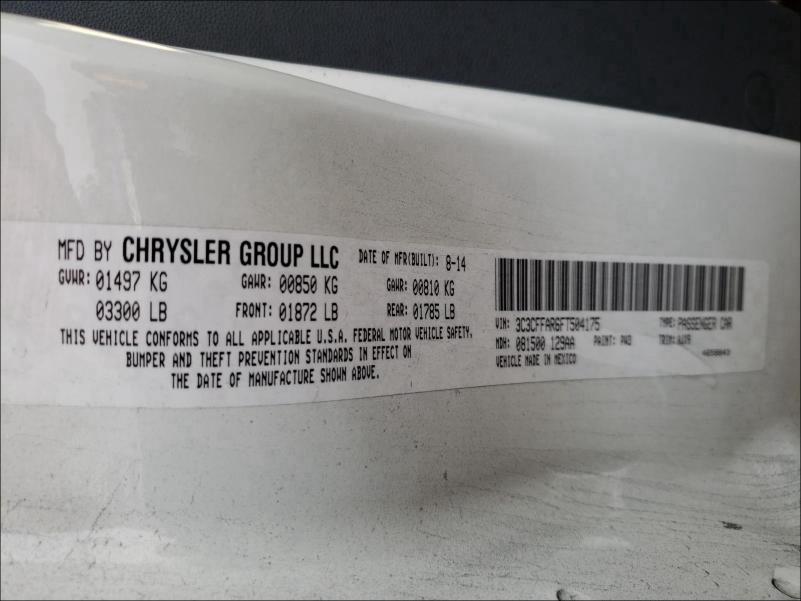 MFD BY CHRYSLER GROUP LLC DATE OF MFR(BUILT): 8-14
GVWR: 01497 KG GAWR: 00850 KG GAWR: 00810 KG
03300 LB FRONT: 01872 LB REAR: 01785 LB
THIS VEHICLE CONFORMS TO ALL APPLICABLE U.S.A. FEDERAL MOTOR VEHICLE SAFETY,
BUMPER AND THEFT PREVENTION STANDARDS IN EFFECT ON
THE DATE OF MANUFACTURE SHOWN ABOVE.
VIN: 3C3CFFAR6FT504175 TYPE: PASSENGER CAR
MDH: 081500 129AA PAINT: PWD TRIM:
VEHICLE MADE IN MEXICO